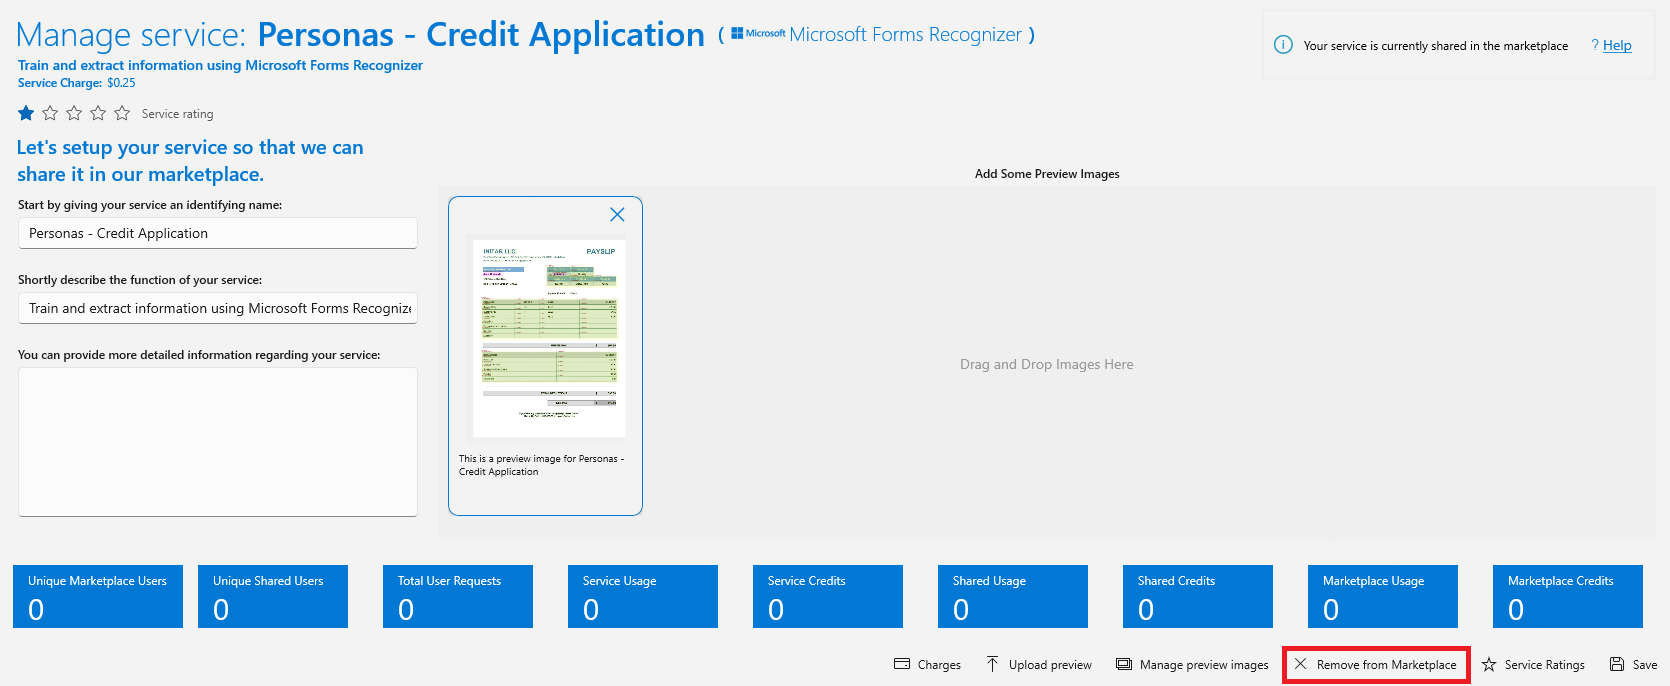 Manage service: Personas - Credit Application ( Microsoft Microsoft Forms Recognizer )
Train and extract information using Microsoft Forms Recognizer
Service Charge: $0.25
Service rating
Your service is currently shared in the marketplace ? Help
Let's setup your service so that we can
share it in our marketplace.
Start by giving your service an identifying name:
Personas - Credit Application
Shortly describe the function of your service:
Train and extract information using Microsoft Forms Recognize
You can provide more detailed information regarding your service:
Add Some Preview Images
INITAR LLC PAYSLIP
This is a preview image for Personas -
Credit Application
Drag and Drop Images Here
Unique Marketplace Users
0
Unique Shared Users
0
Total User Requests
0
Service Usage
0
Service Credits
0
Shared Usage
0
Shared Credits
0
Marketplace Usage
0
Marketplace Credits
0
Charges Upload preview Manage preview images Remove from Marketplace Service Ratings Save